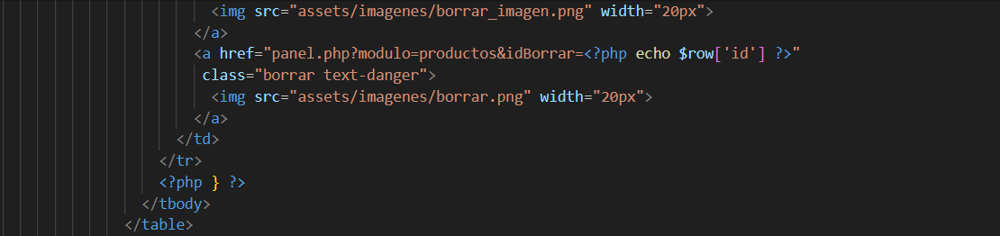 <img src="assets/imagenes/borrar_imagen.png" width="20px">
</a>
<a href="panel.php?modulo=productos&idBorrar=<?php echo $row['id'] ?>"
class="borrar text-danger">
<img src="assets/imagenes/borrar.png" width="20px">
</a>
</td>
</tr>
<?php } ?>
</tbody>
</table>